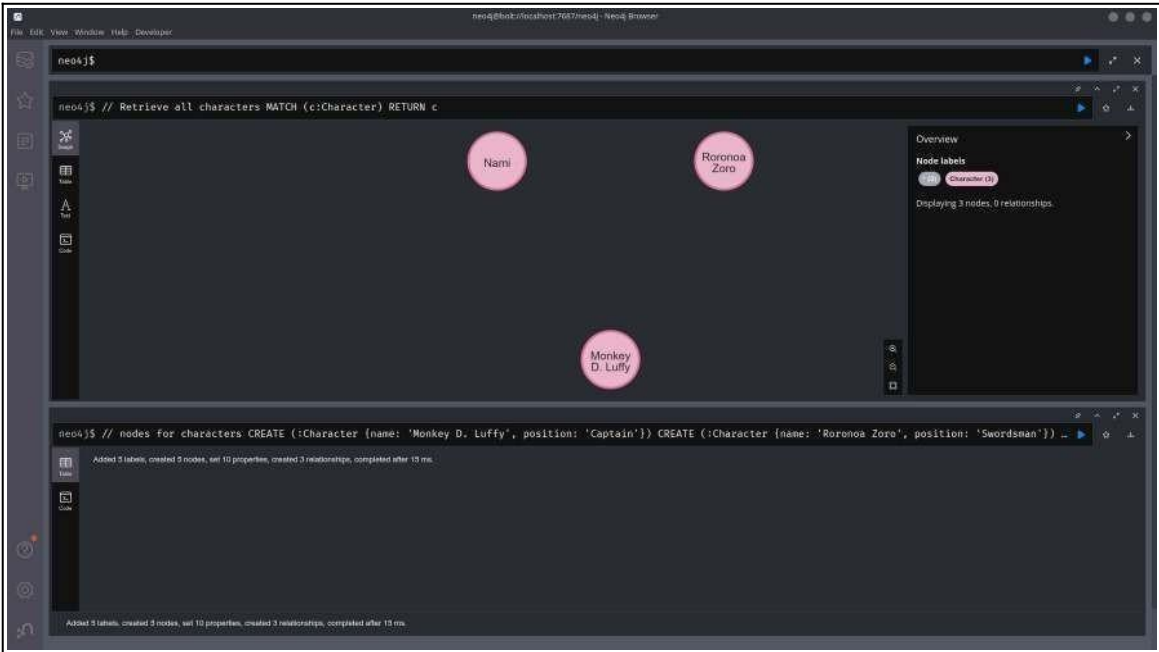 neo4j@bolt://localhost:7687/neo4j - Neo4j Browser
File Edit View Window Help Developer
neo4j$
neo4j$ // Retrieve all characters MATCH (c:Character) RETURN c
Graph
Table
Text
Code
Nami
Roronoa
Zoro
Monkey
D. Luffy
Overview
Node labels
* (3) Character (3)
Displaying 3 nodes, 0 relationships.
neo4j$ // nodes for characters CREATE (:Character {name: 'Monkey D. Luffy', position: 'Captain'}) CREATE (:Character {name: 'Roronoa Zoro', position: 'Swordsman'}) …
Table
Code
Added 5 labels, created 5 nodes, set 10 properties, created 3 relationships, completed after 15 ms.
Added 5 labels, created 5 nodes, set 10 properties, created 3 relationships, completed after 15 ms.